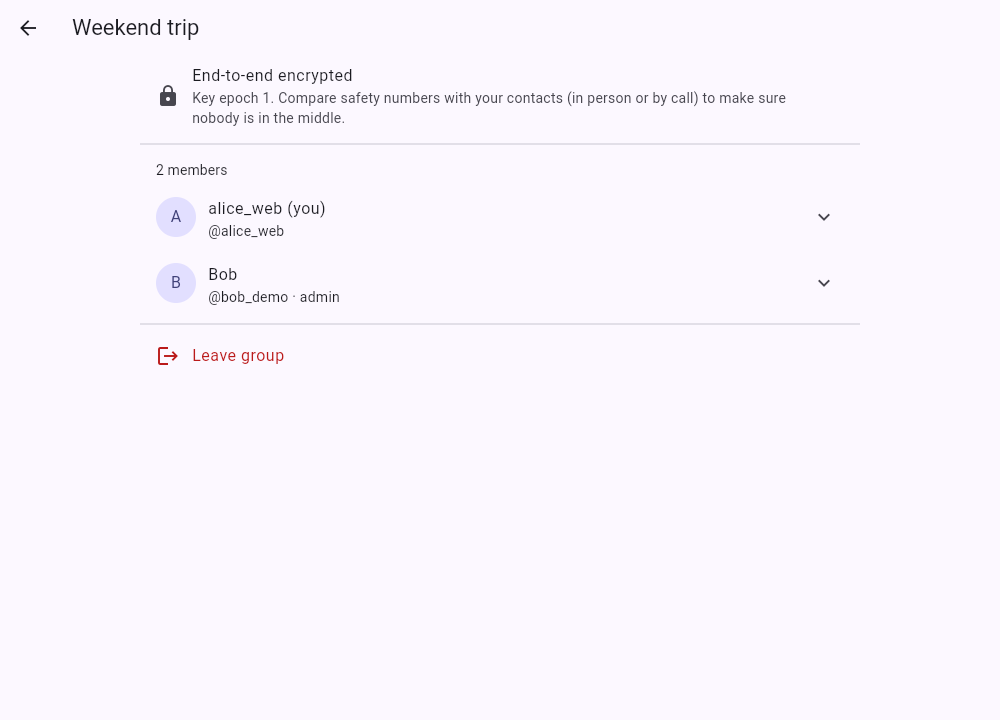 Weekend trip
End-to-end encrypted
Key epoch 1. Compare safety numbers with your contacts (in person or by call) to make sure
nobody is in the middle.
2 members
A
alice_web (you)
@alice_web
B
Bob
@bob_demo · admin
Leave group